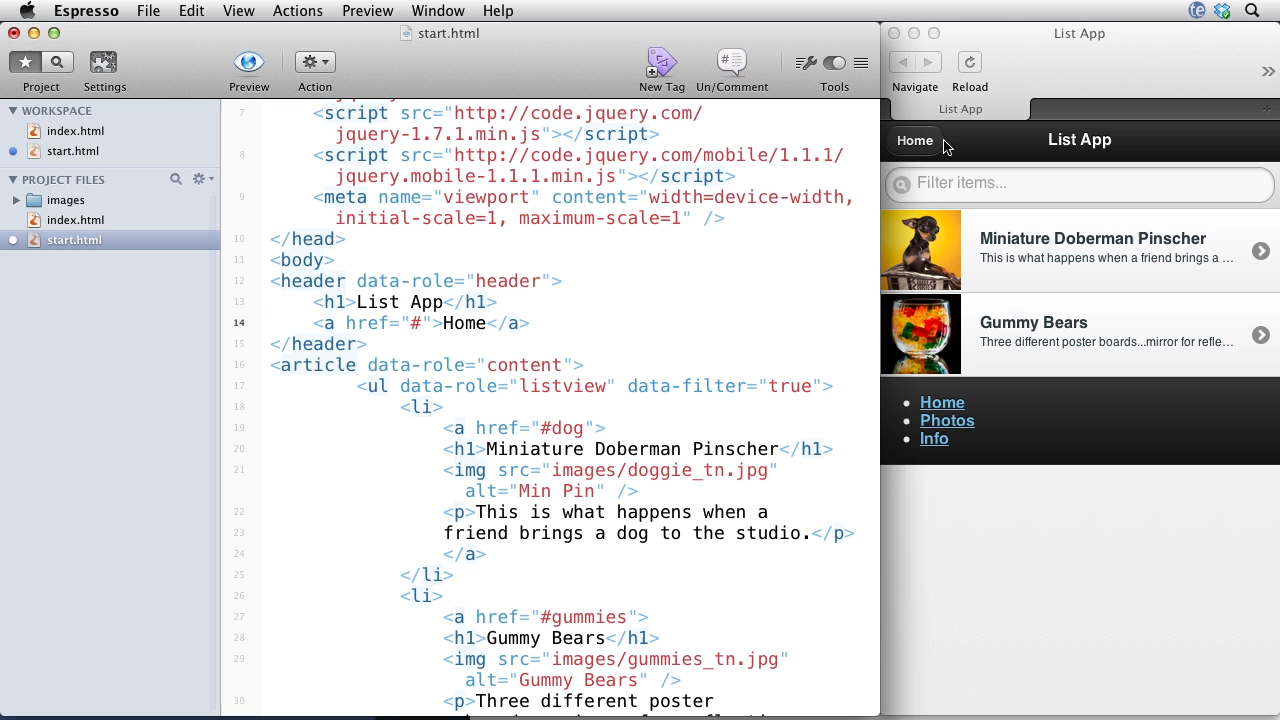 Espresso File Edit View Actions Preview Window Help
start.html
Project Settings Preview Action New Tag Un/Comment Tools
WORKSPACE
index.html
start.html
PROJECT FILES
images
index.html
start.html
7 <script src="http://code.jquery.com/
jquery-1.7.1.min.js"></script>
8 <script src="http://code.jquery.com/mobile/1.1.1/
jquery.mobile-1.1.1.min.js"></script>
9 <meta name="viewport" content="width=device-width,
initial-scale=1, maximum-scale=1" />
10 </head>
11 <body>
12 <header data-role="header">
13 <h1>List App</h1>
14 <a href="#">Home</a>
15 </header>
16 <article data-role="content">
17 <ul data-role="listview" data-filter="true">
18 <li>
19 <a href="#dog">
20 <h1>Miniature Doberman Pinscher</h1>
21 <img src="images/doggie_tn.jpg"
alt="Min Pin" />
22 <p>This is what happens when a
23 friend brings a dog to the studio.</p>
24 </a>
25 </li>
26 <li>
27 <a href="#gummies">
28 <h1>Gummy Bears</h1>
29 <img src="images/gummies_tn.jpg"
alt="Gummy Bears" />
30 <p>Three different poster
List App
Navigate Reload
List App
Home List App
Filter items...
Miniature Doberman Pinscher
This is what happens when a friend brings a ...
Gummy Bears
Three different poster boards...mirror for refle...
Home
Photos
Info